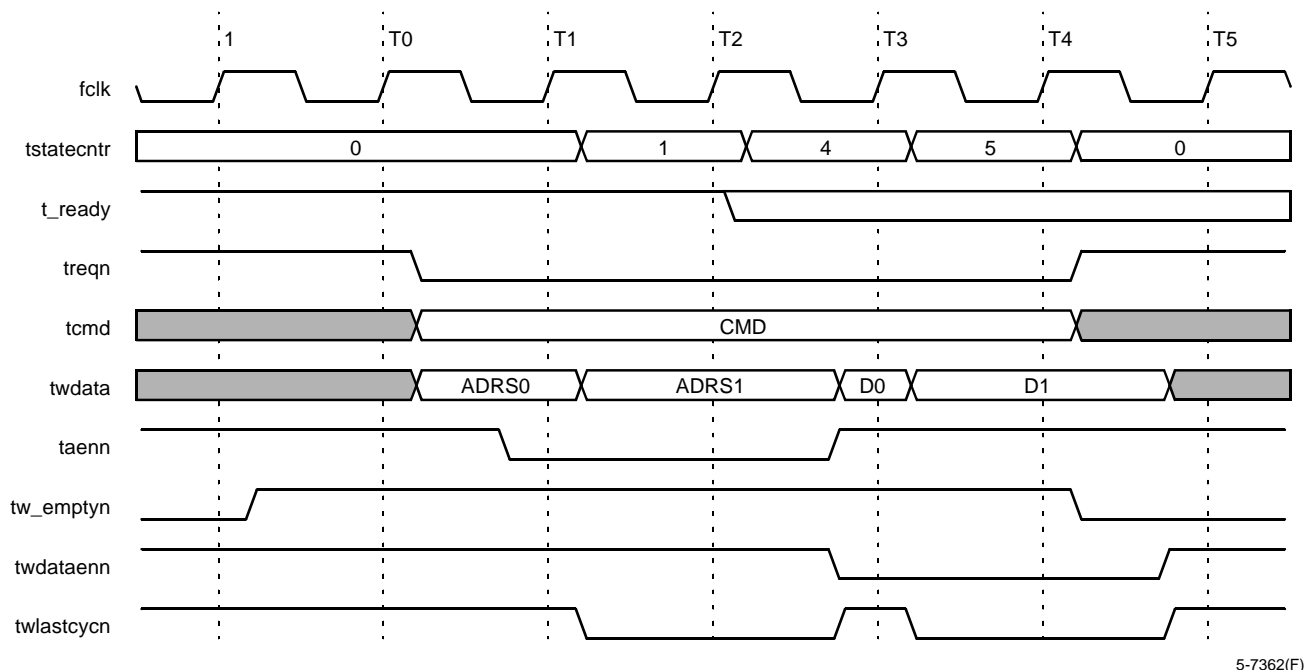 1 T0 T1 T2 T3 T4 T5
fclk
tstatecntr 0 1 4 5 0
t_ready
treqn
tcmd CMD
twdata ADRS0 ADRS1 D0 D1
taenn
tw_emptyn
twdataenn
twlastcycn
5-7362(F)